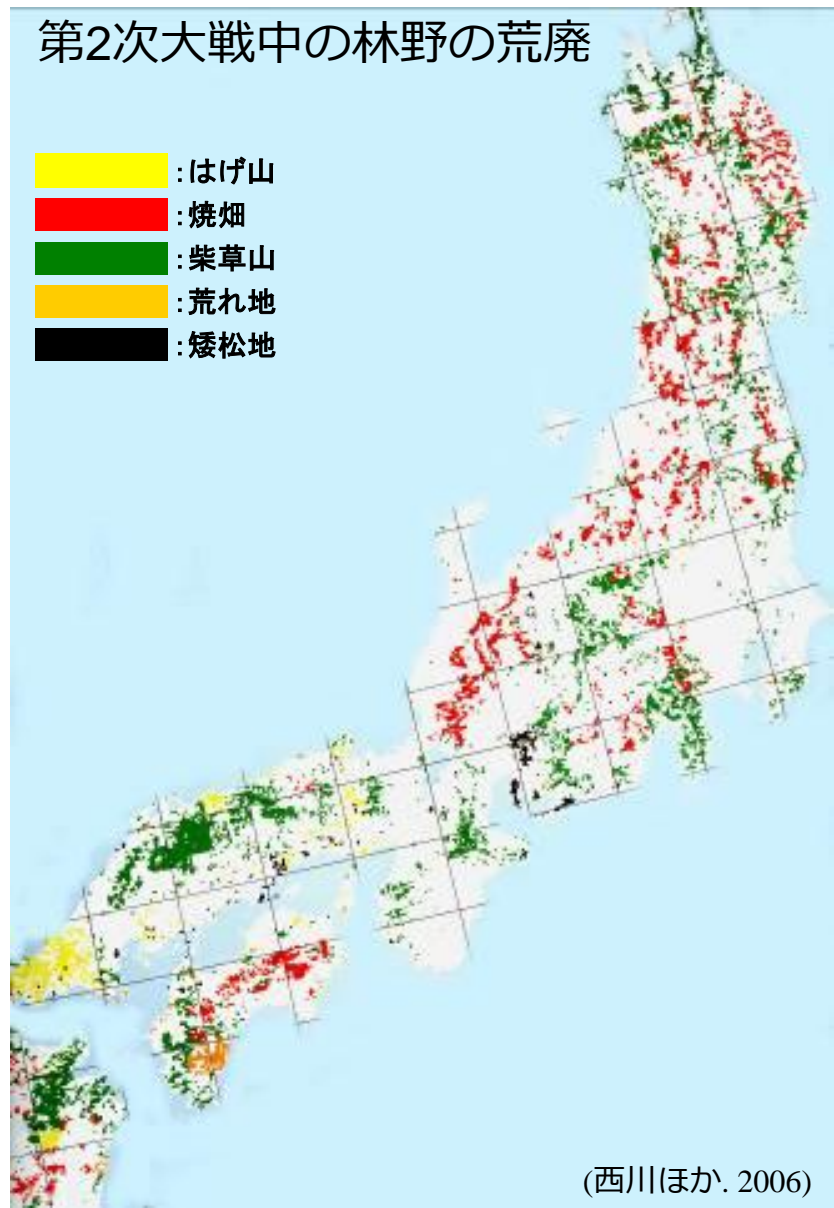 第2次大戦中の林野の荒廃
:はげ山
:焼畑
:柴草山
:荒れ地
:矮松地
(西川ほか. 2006)